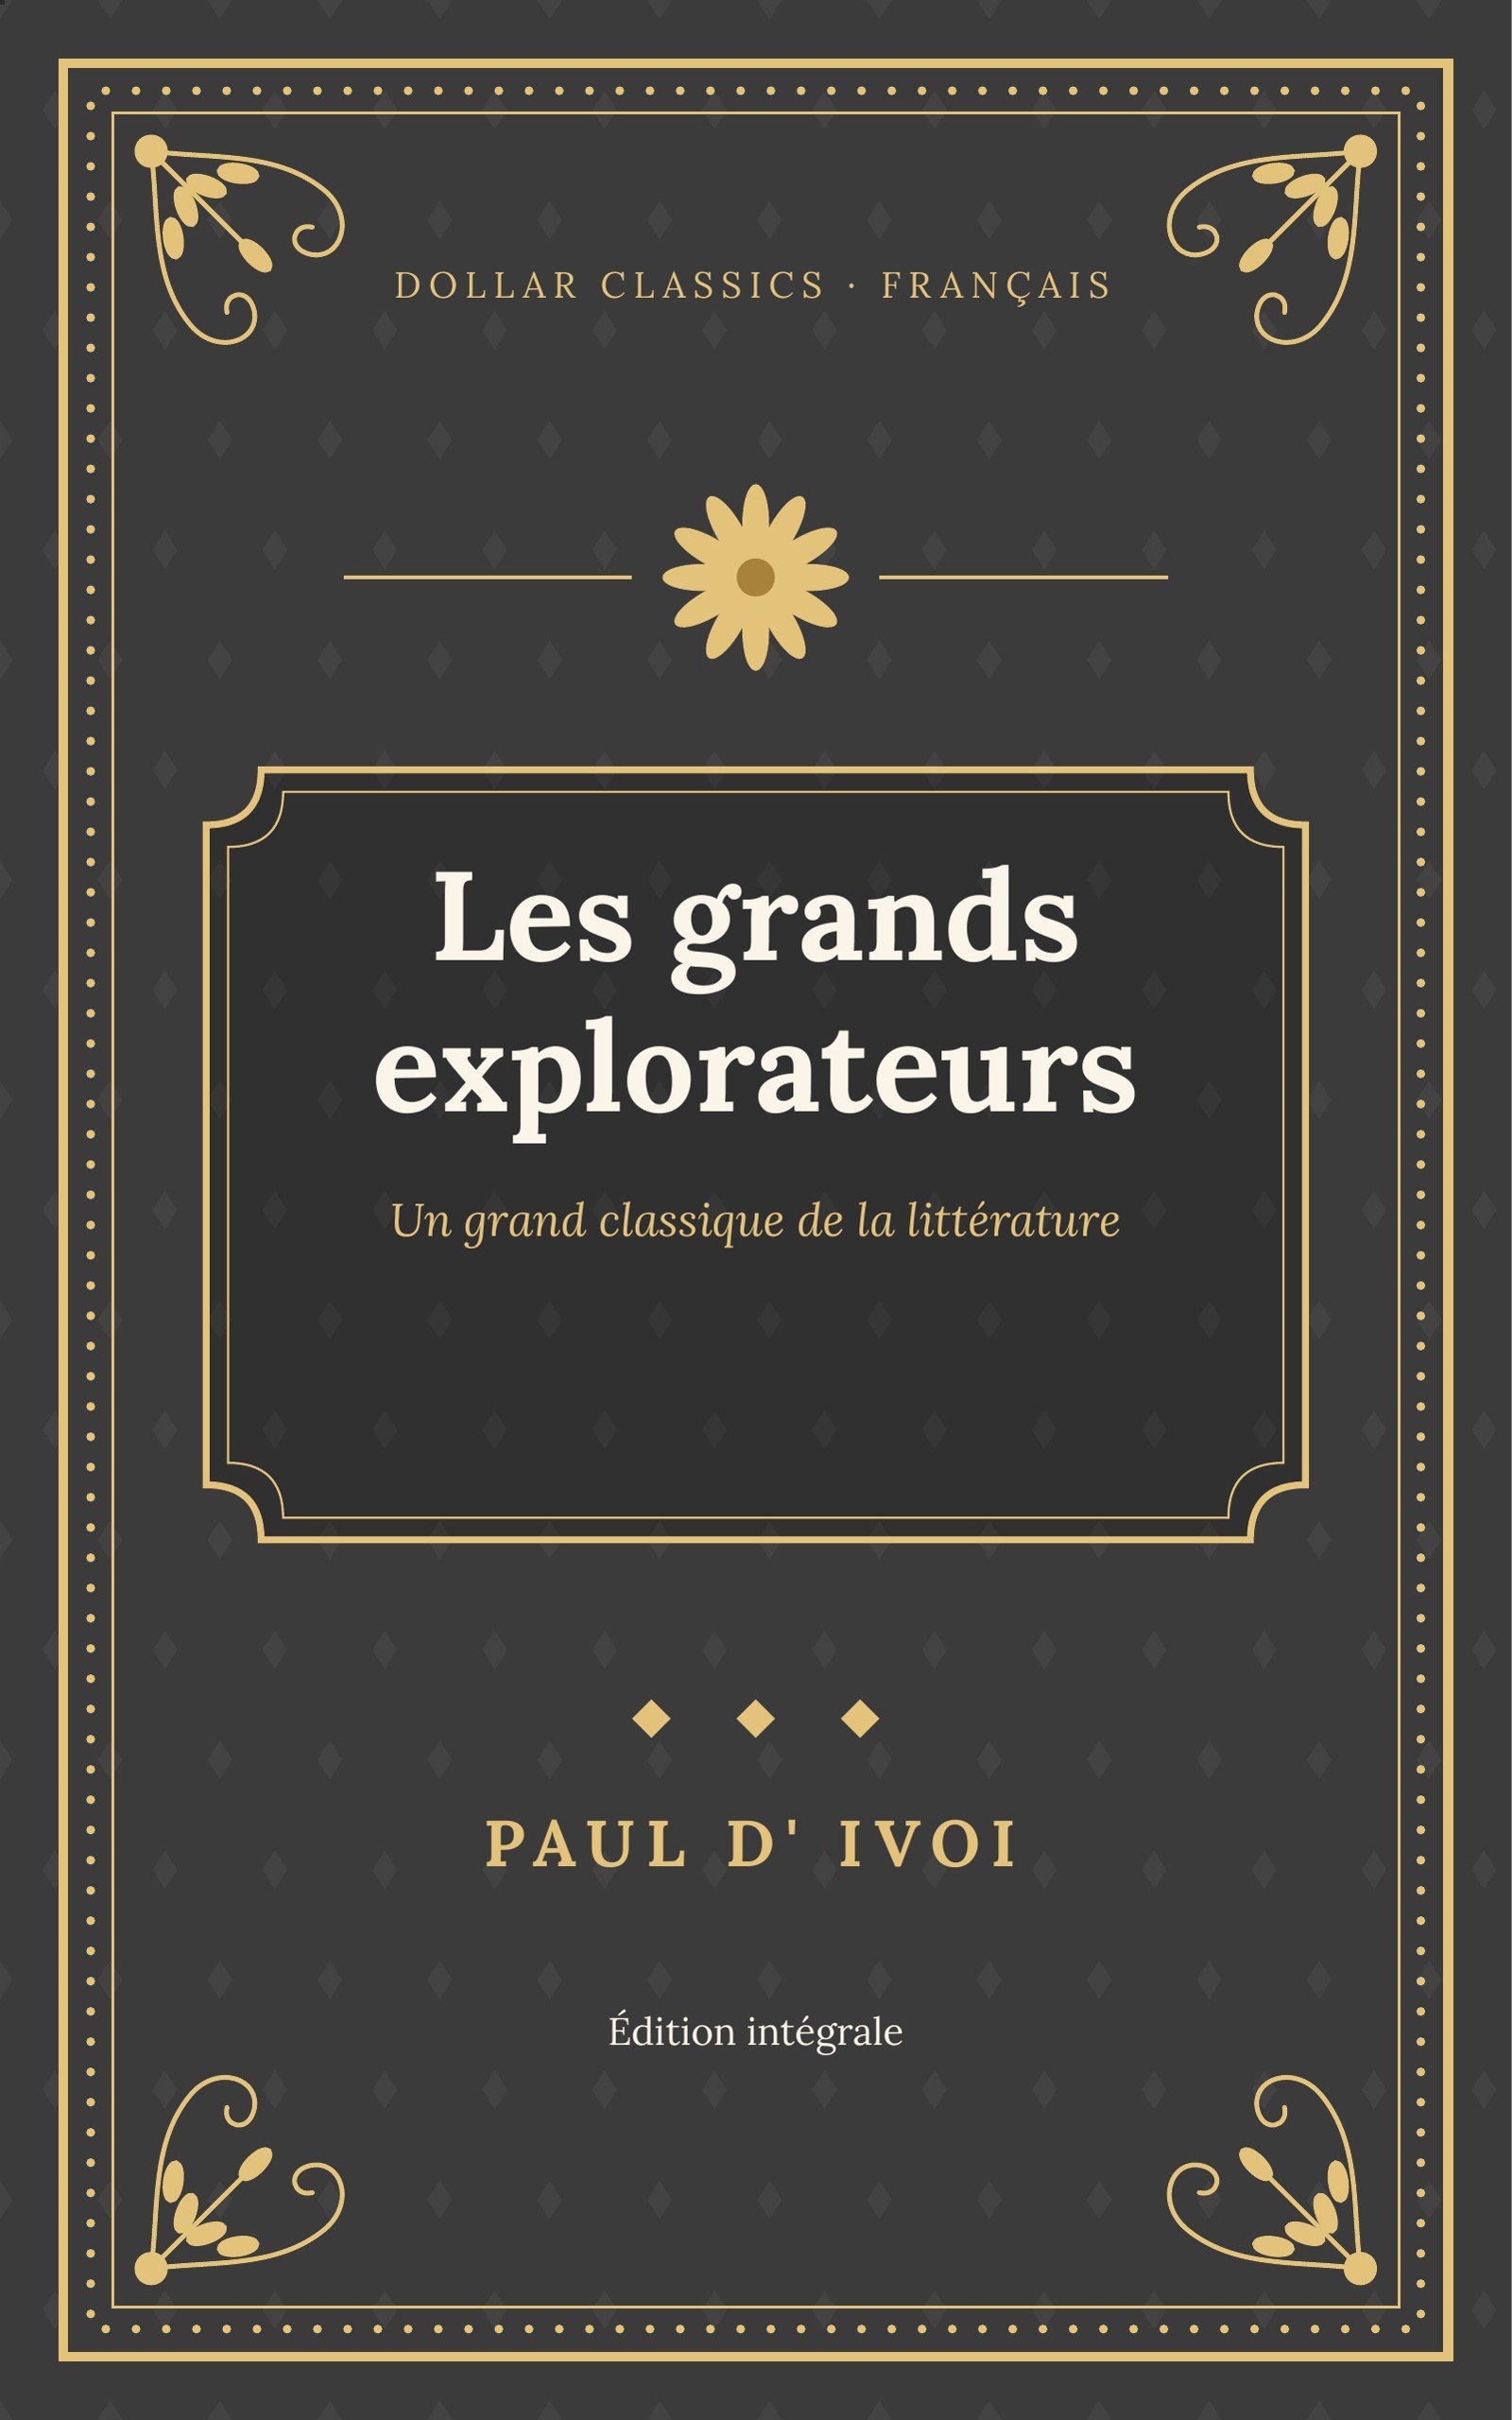 DOLLAR CLASSICS · FRANÇAIS
Les grands
explorateurs
Un grand classique de la littérature
PAUL D' IVOI
Édition intégrale